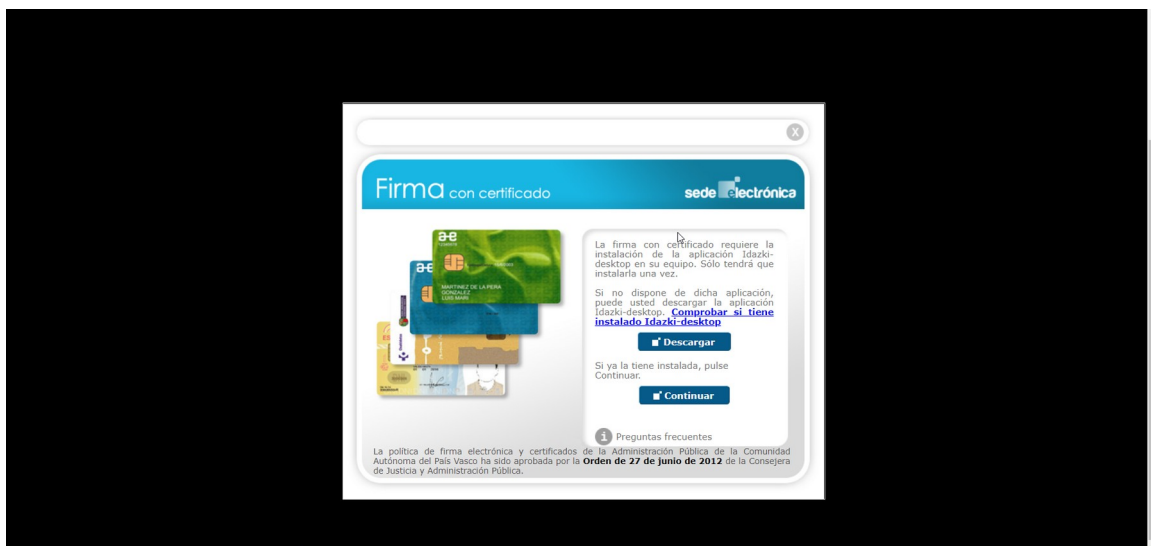 X
Firma con certificado
sede electrónica
MARTINEZ DE LA PERA
GONZALEZ
LUIS MARI
La firma con certificado requiere la
instalación de la aplicación Idazki-
desktop en su equipo. Sólo tendrá que
instalarla una vez.
Si no dispone de dicha aplicación,
puede usted descargar la aplicación
Idazki-desktop. Comprobar si tiene
instalado Idazki-desktop
Descargar
Si ya la tiene instalada, pulse
Continuar.
Continuar
i Preguntas frecuentes
La política de firma electrónica y certificados de la Administración Pública de la Comunidad
Autónoma del País Vasco ha sido aprobada por la Orden de 27 de junio de 2012 de la Consejera
de Justicia y Administración Pública.